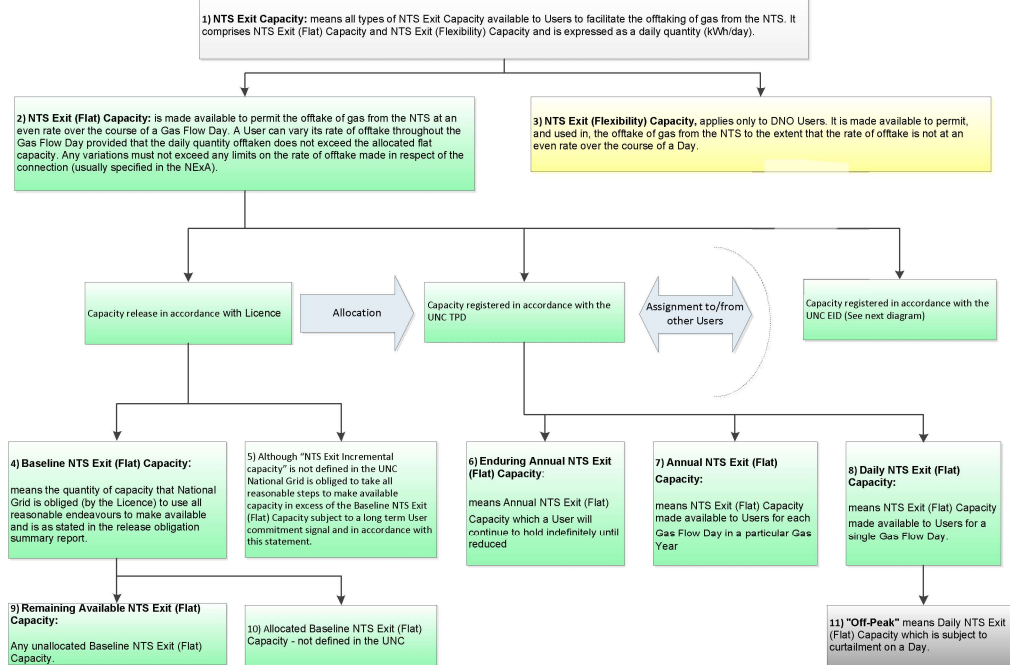 1) NTS Exit Capacity: means all types of NTS Exit Capacity available to Users to facilitate the offtaking of gas from the NTS. It
comprises NTS Exit (Flat) Capacity and NTS Exit (Flexibility) Capacity and is expressed as a daily quantity (kWh/day).
2) NTS Exit (Flat) Capacity: is made available to permit the offtake of gas from the NTS at an
even rate over the course of a Gas Flow Day. A User can vary its rate of offtake throughout the
Gas Flow Day provided that the daily quantity offtaken does not exceed the allocated flat
capacity. Any variations must not exceed any limits on the rate of offtake made in respect of the
connection (usually specified in the NExA).
3) NTS Exit (Flexibility) Capacity, applies only to DNO Users. It is made available to permit,
and used in, the offtake of gas from the NTS to the extent that the rate of offtake is not at an
even rate over the course of a Day.
Capacity release in accordance with Licence
Allocation
Capacity registered in accordance with the
UNC TPD
Assignment to/from
other Users
Capacity registered in accordance with the
UNC EID (See next diagram)
4) Baseline NTS Exit (Flat) Capacity:
means the quantity of capacity that National
Grid is obliged (by the Licence) to use all
reasonable endeavours to make available
and is as stated in the release obligation
summary report.
5) Although "NTS Exit Incremental
capacity" is not defined in the UNC
National Grid is obliged to take all
reasonable steps to make available
capacity in excess of the Baseline NTS Exit
(Flat) Capacity subject to a long term User
commitment signal and in accordance with
this statement.
6) Enduring Annual NTS Exit
(Flat) Capacity:
means Annual NTS Exit (Flat)
Capacity which a User will
continue to hold indefinitely until
reduced
7) Annual NTS Exit (Flat)
Capacity:
means NTS Exit (Flat) Capacity
made available to Users for each
Gas Flow Day in a particular Gas
Year
8) Daily NTS Exit (Flat)
Capacity:
means NTS Exit (Flat) Capacity
made available to Users for a
single Gas Flow Day.
9) Remaining Available NTS Exit (Flat)
Capacity:
Any unallocated Baseline NTS Exit (Flat)
Capacity.
10) Allocated Baseline NTS Exit (Flat)
Capacity - not defined in the UNC
11) "Off-Peak" means Daily NTS Exit
(Flat) Capacity which is subject to
curtailment on a Day.